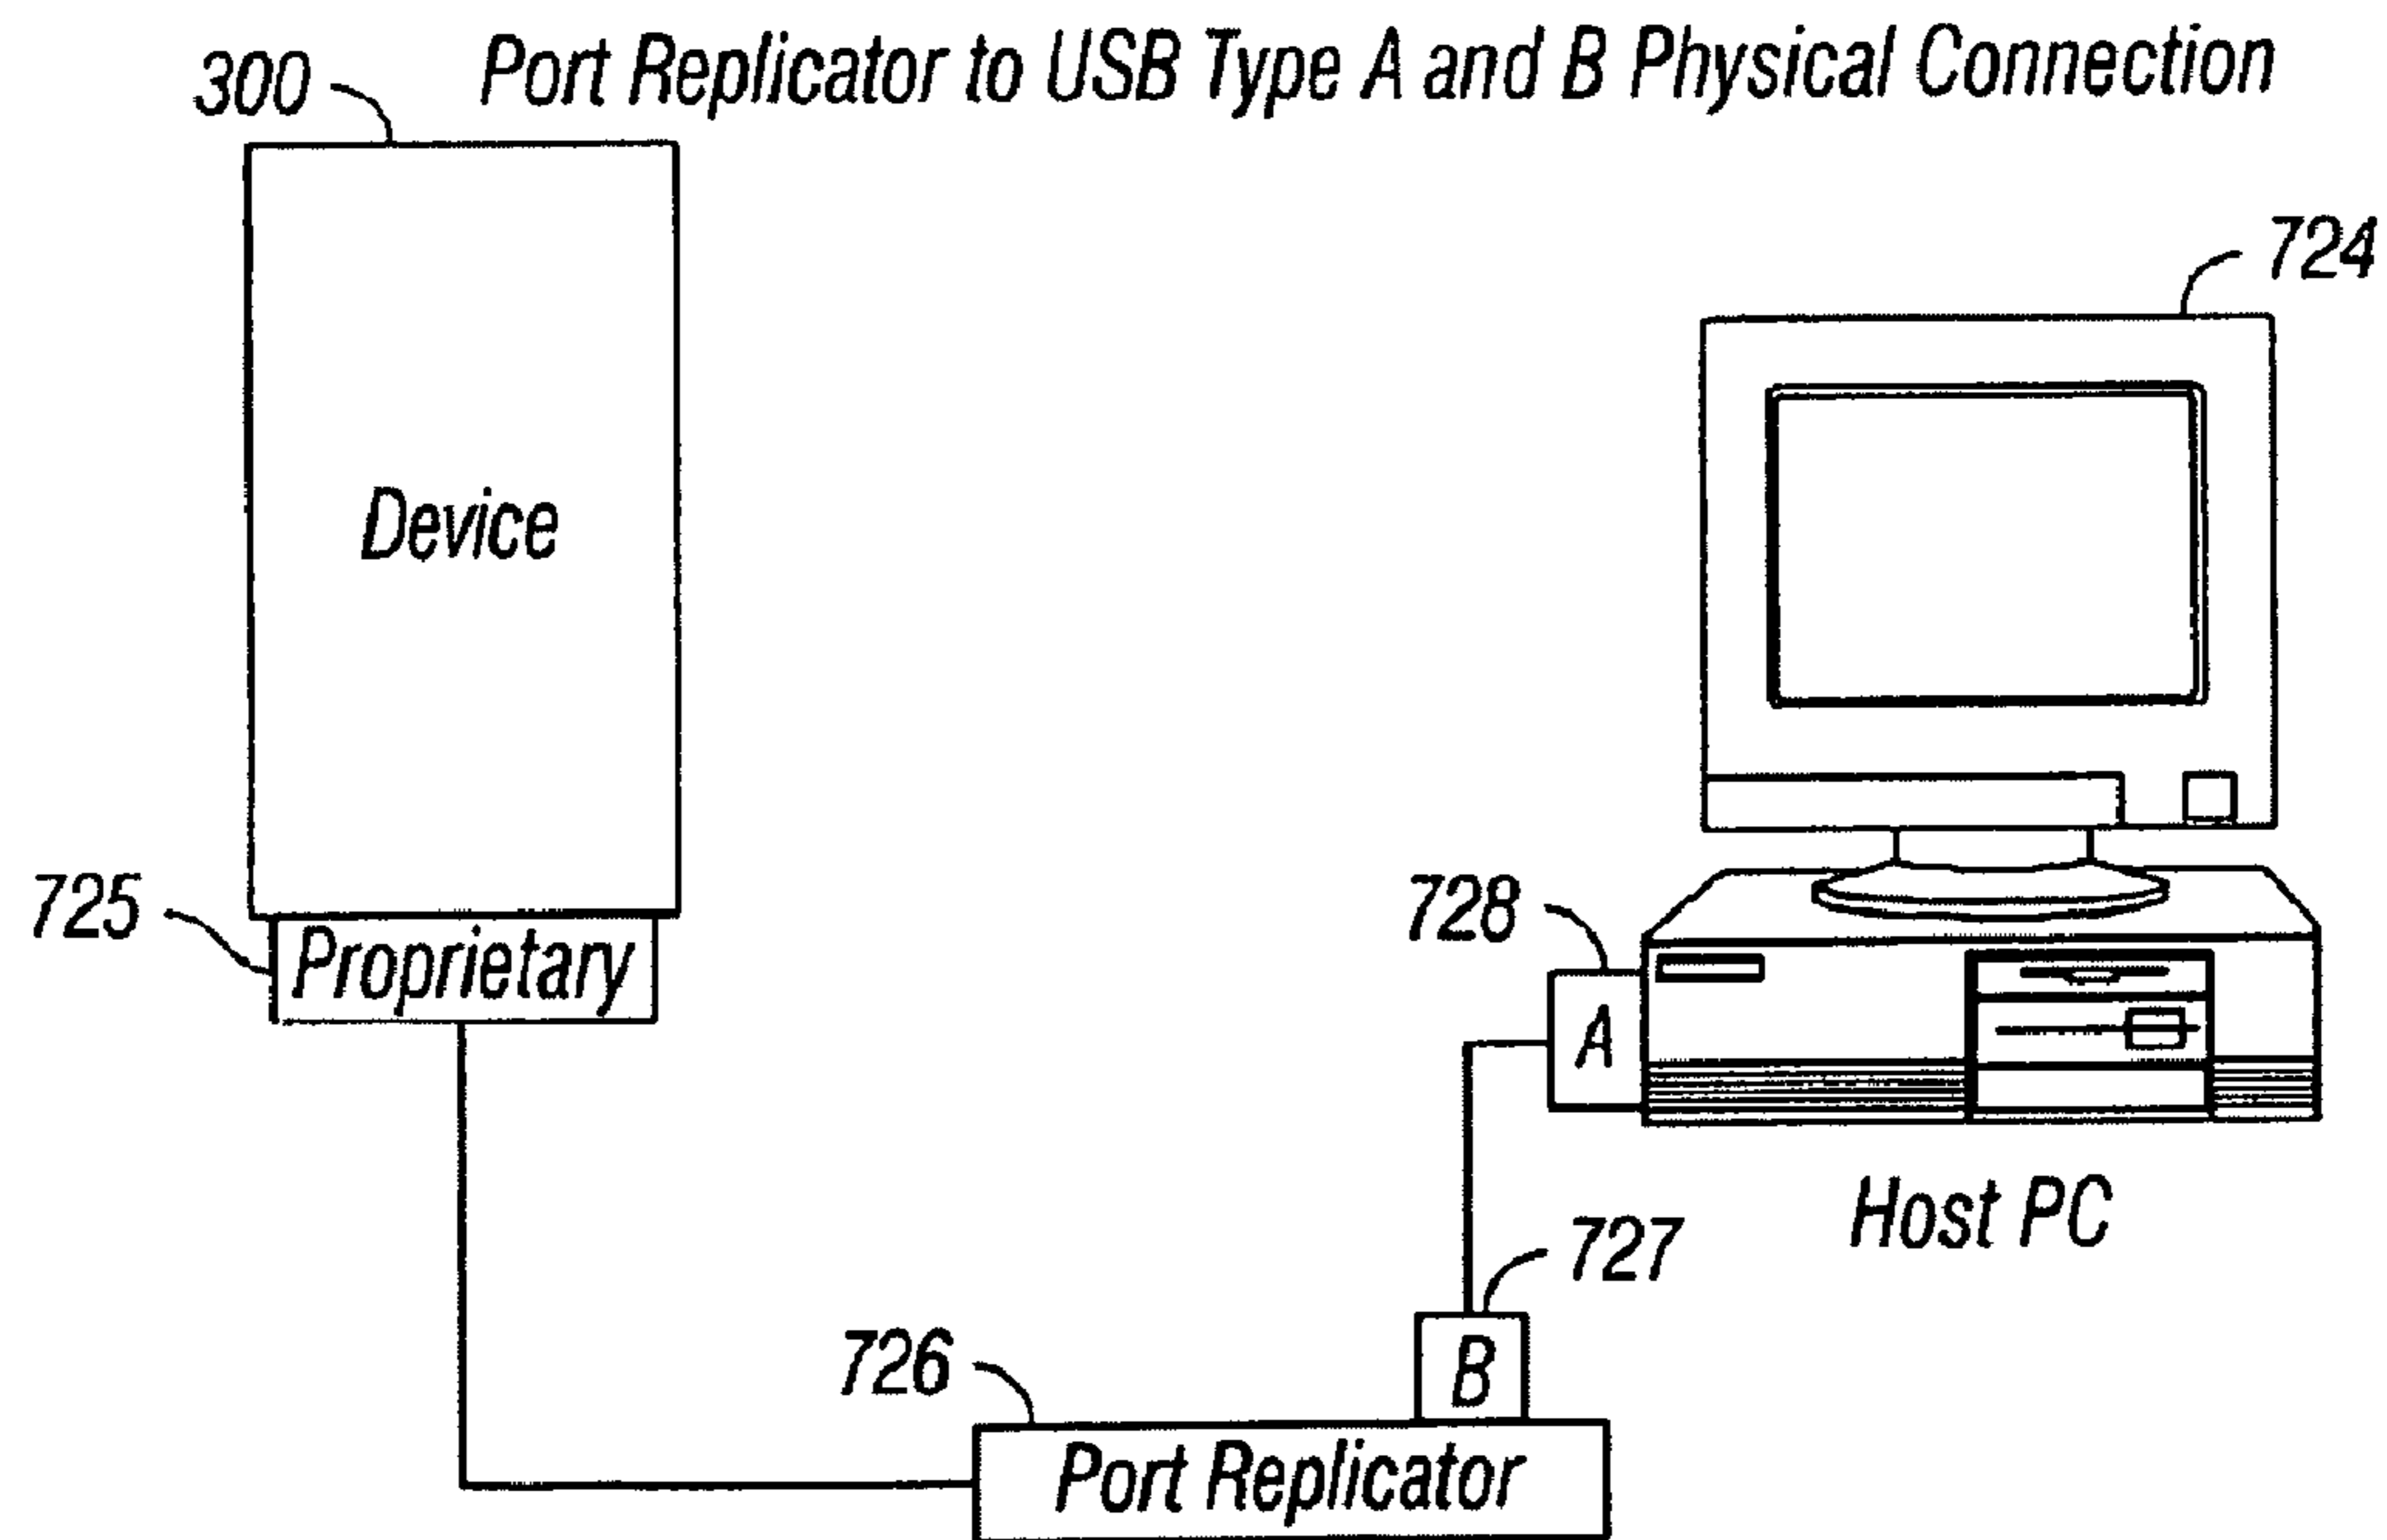 Port Replicator to USB Type A and B Physical Connection
300
724
Device
725
Proprietary
728
A
Host PC
727
726
B
Port Replicator